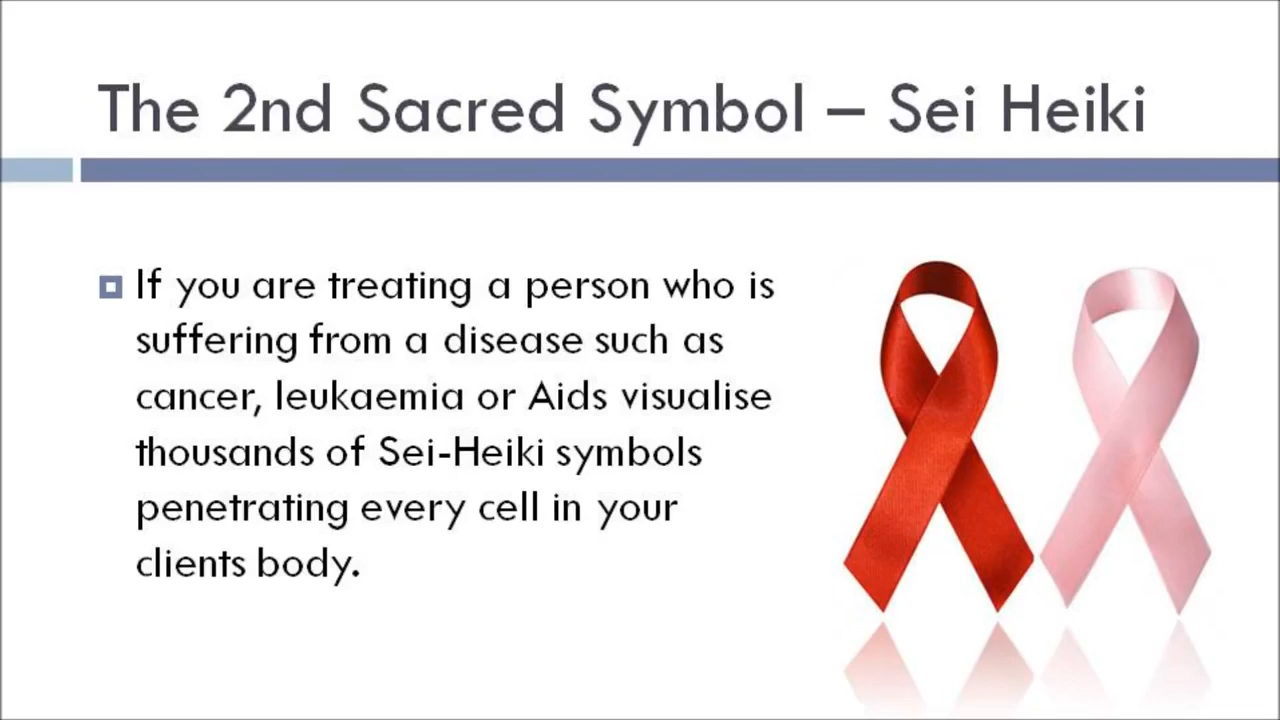 The 2nd Sacred Symbol – Sei Heiki
If you are treating a person who is
suffering from a disease such as
cancer, leukaemia or Aids visualise
thousands of Sei-Heiki symbols
penetrating every cell in your
clients body.